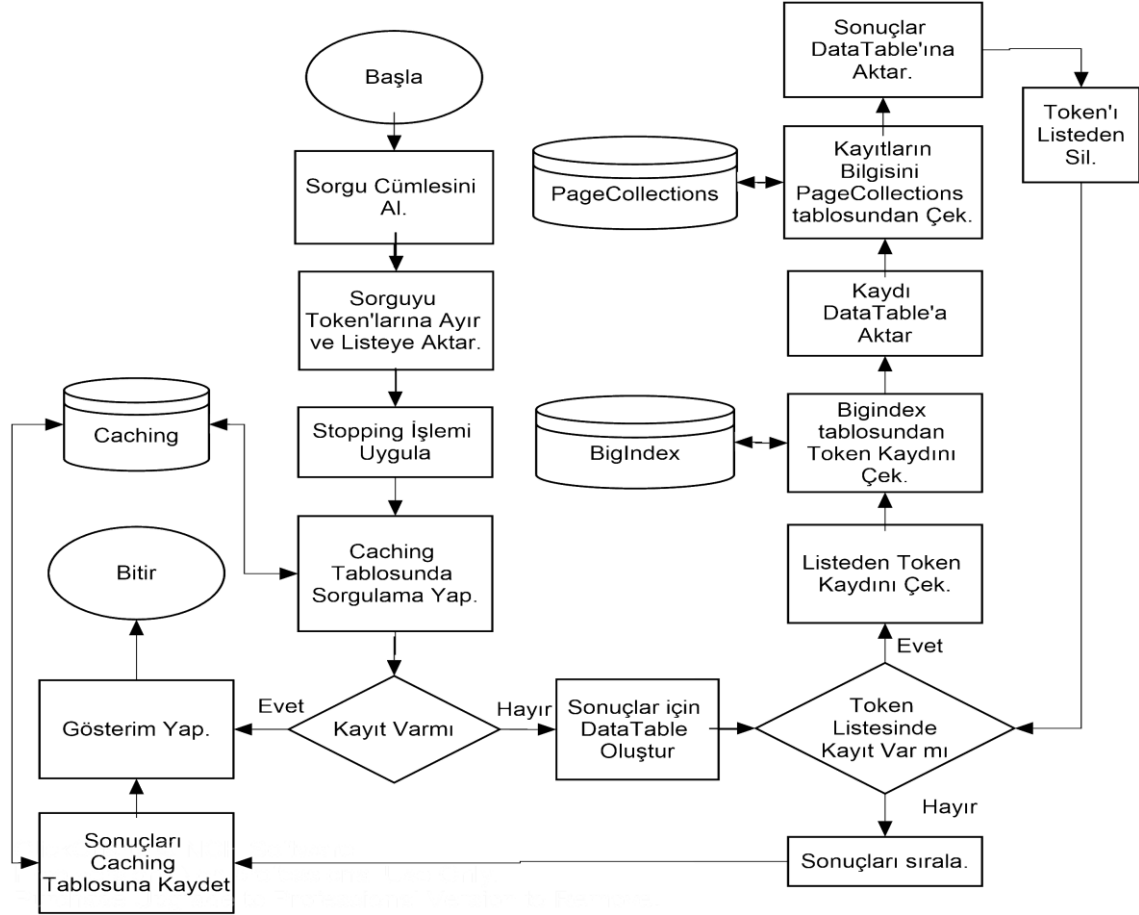 Başla
Sorgu Cümlesini
Al.
Sorguyu
Token'larına Ayır
ve Listeye Aktar.
Stopping İşlemi
Uygula
Caching
Caching
Tablosunda
Sorgulama Yap.
Kayıt Varmı
Evet
Hayır
Gösterim Yap.
Bitir
Sonuçları
Caching
Tablosuna Kaydet
Sonuçlar için
DataTable
Oluştur
Token
Listesinde
Kayıt Var mı
Evet
Hayır
Sonuçları sırala.
Listeden Token
Kaydını Çek.
Bigindex
tablosundan
Token Kaydını
Çek.
BigIndex
Kaydı
DataTable'a
Aktar
Kayıtların
Bilgisini
PageCollections
tablosundan Çek.
PageCollections
Sonuçlar
DataTable'ına
Aktar.
Token'ı
Listeden
Sil.